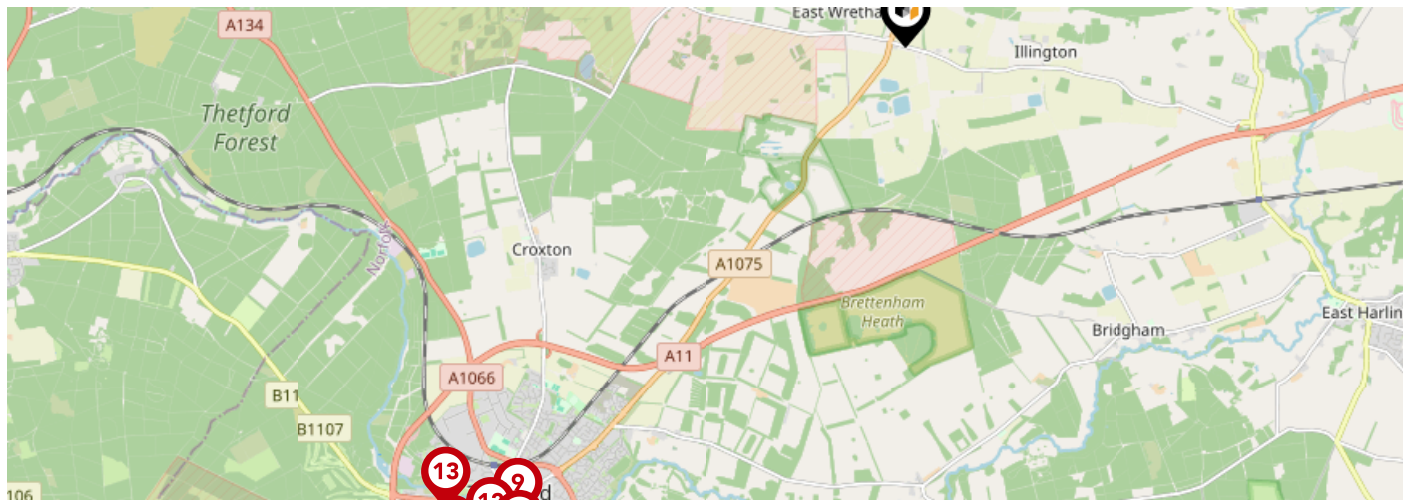 East Wretha
A134
Illington
Thetford
Forest
Norfolk
Croxton
A1075
Brettenham
Heath
East Harlin
Bridgham
A11
A1066
B11
B1107
13
9
106
d